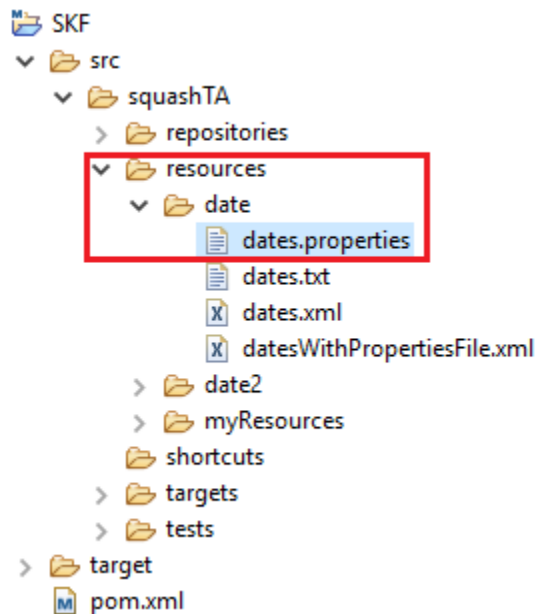 SKF
src
squashTA
repositories
resources
date
dates.properties
dates.txt
dates.xml
datesWithPropertiesFile.xml
date2
myResources
shortcuts
targets
tests
target
pom.xml